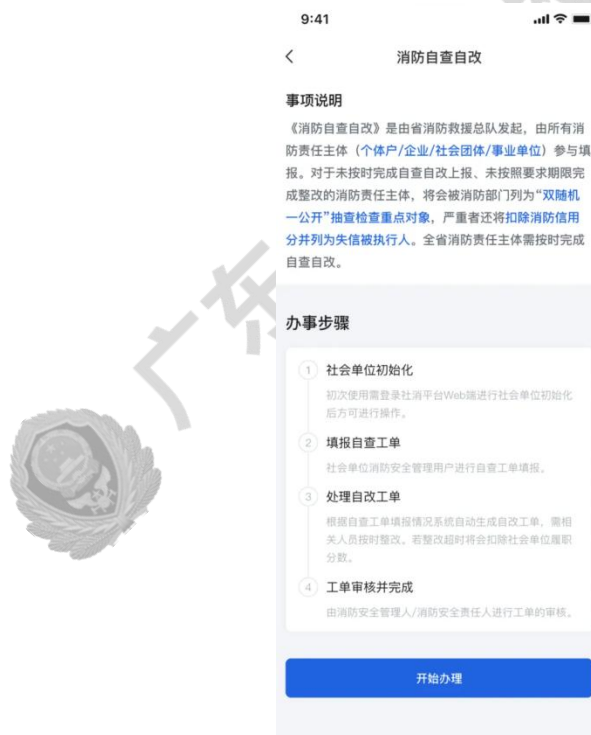 9:41
消防自查自改
事项说明
《消防自查自改》是由省消防救援总队发起，由所有消
防责任主体（个体户/企业/社会团体/事业单位）参与填
报。对于未按时完成自查自改上报、未按照要求期限完
成整改的消防责任主体，将会被消防部门列为“双随机
一公开”抽查检查重点对象，严重者还将扣除消防信用
分并列为失信被执行人。全省消防责任主体需按时完成
自查自改。
办事步骤
1 社会单位初始化
初次使用需登录社消平台Web端进行社会单位初始化
后方可进行操作。
2 填报自查工单
社会单位消防安全管理用户进行自查工单填报。
3 处理自改工单
根据自查工单填报情况系统自动生成自改工单，需相
关人员按时整改。若整改超时将会扣除社会单位履职
分数。
4 工单审核并完成
由消防安全管理人/消防安全责任人进行工单的审核。
开始办理
广东